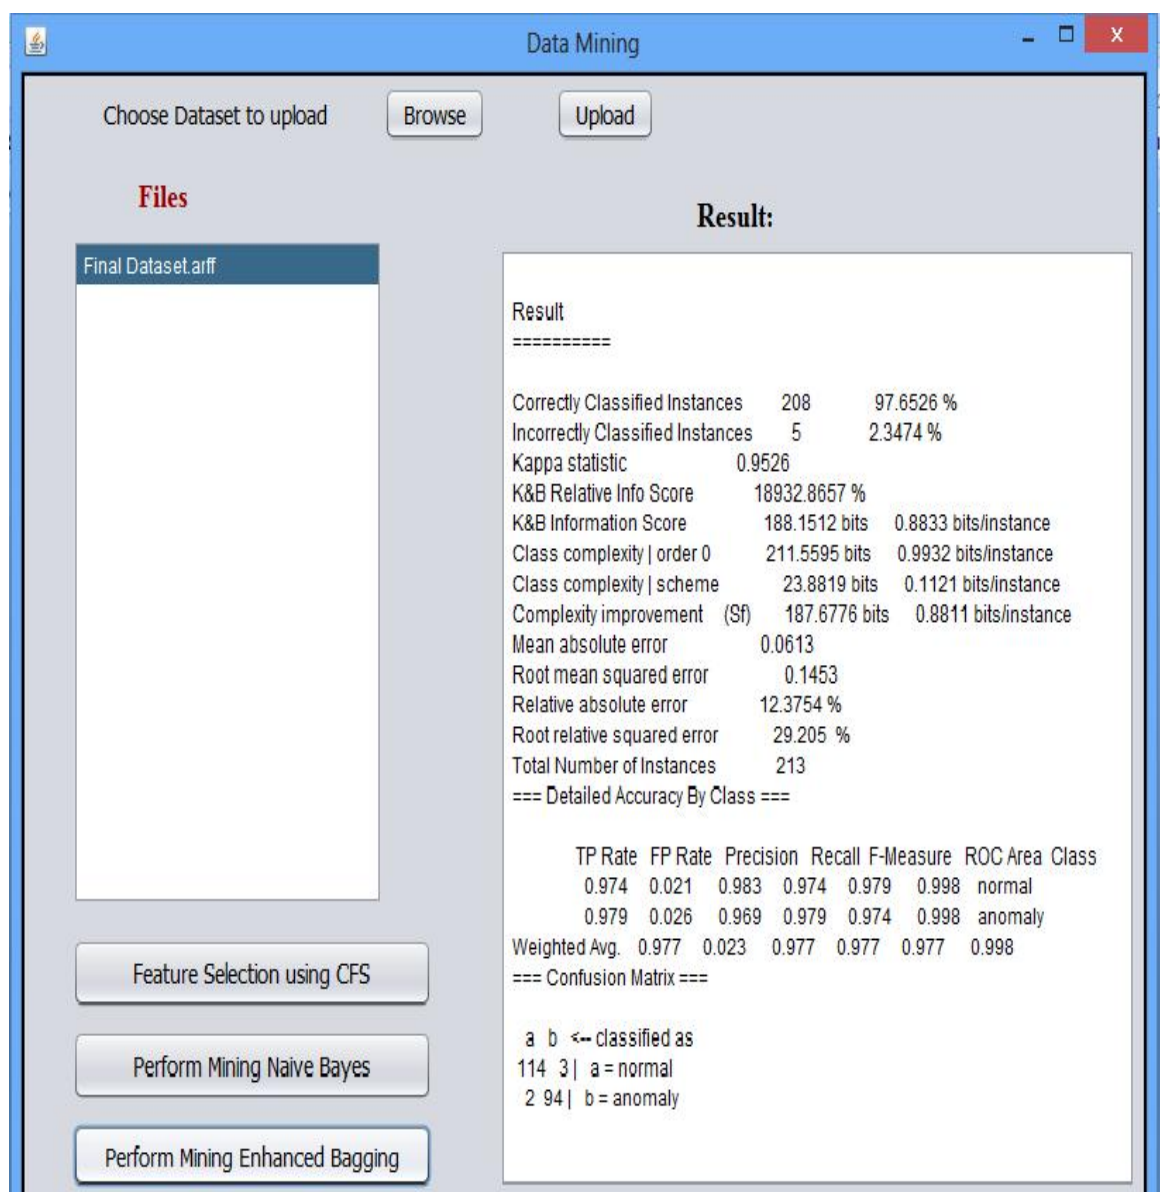 Data Mining
Choose Dataset to upload Browse Upload
Files
Final Dataset.arff
Feature Selection using CFS
Perform Mining Naive Bayes
Perform Mining Enhanced Bagging
Result:
Result
==========
Correctly Classified Instances 208 97.6526 %
Incorrectly Classified Instances 5 2.3474 %
Kappa statistic 0.9526
K&B Relative Info Score 18932.8657 %
K&B Information Score 188.1512 bits 0.8833 bits/instance
Class complexity | order 0 211.5595 bits 0.9932 bits/instance
Class complexity | scheme 23.8819 bits 0.1121 bits/instance
Complexity improvement (Sf) 187.6776 bits 0.8811 bits/instance
Mean absolute error 0.0613
Root mean squared error 0.1453
Relative absolute error 12.3754 %
Root relative squared error 29.205 %
Total Number of Instances 213
=== Detailed Accuracy By Class ===
TP Rate FP Rate Precision Recall F-Measure ROC Area Class
0.974 0.021 0.983 0.974 0.979 0.998 normal
0.979 0.026 0.969 0.979 0.974 0.998 anomaly
Weighted Avg. 0.977 0.023 0.977 0.977 0.977 0.998
=== Confusion Matrix ===
a b <-- classified as
114 3 | a = normal
2 94 | b = anomaly